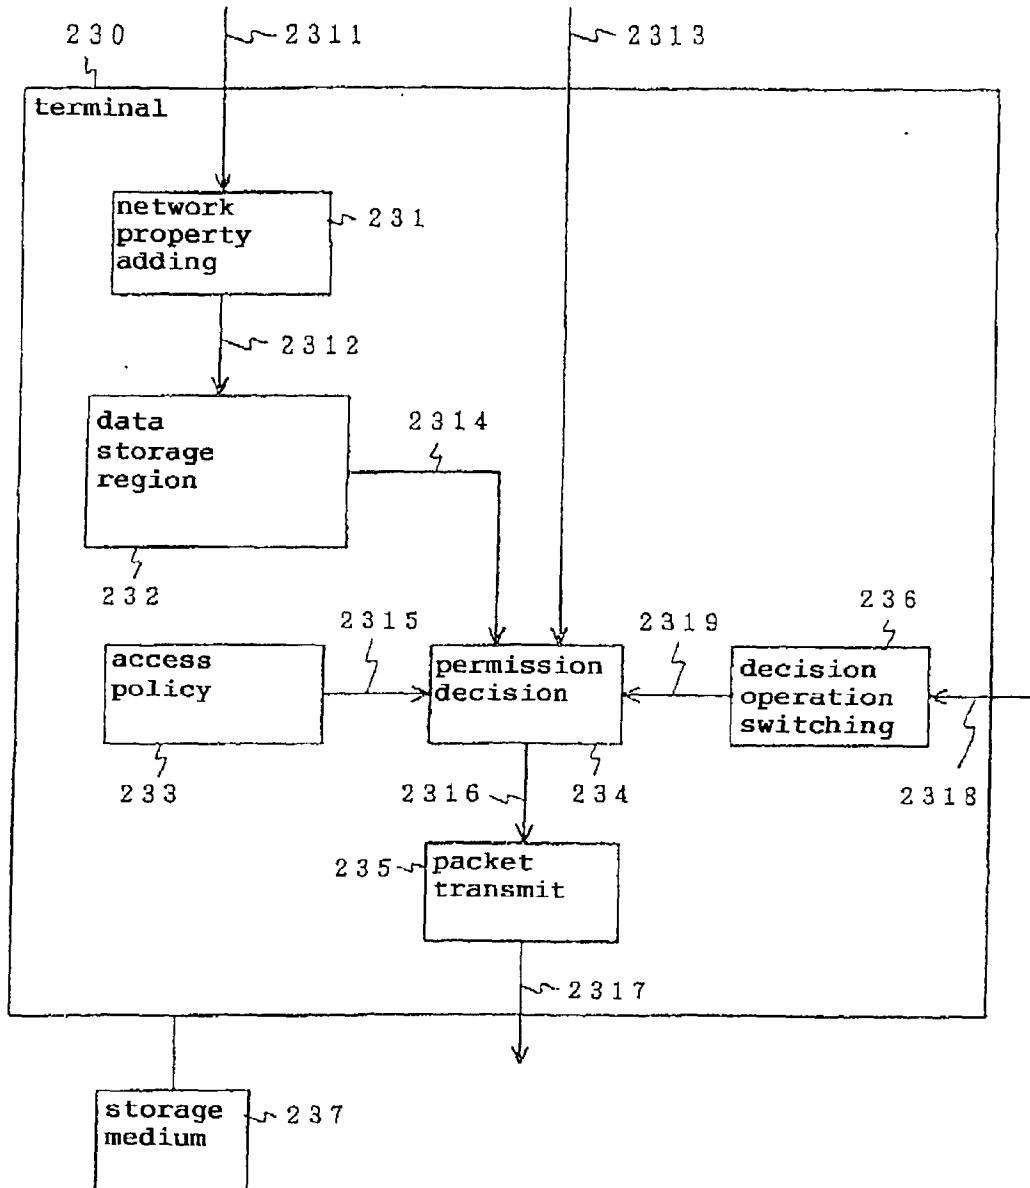 230
2311
2313
terminal
network
property
adding
231
2312
data
storage
region
2314
232
2315
2319
236
access
policy
permission
decision
decision
operation
switching
233
2316
234
2318
235
packet
transmit
2317
storage
medium
237